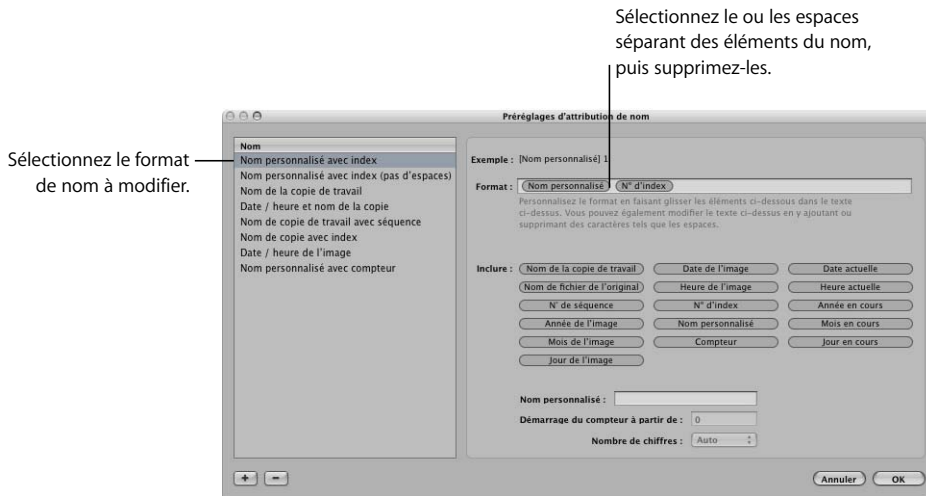 Sélectionnez le ou les espaces
séparant des éléments du nom,
puis supprimez-les.
Préréglages d'attribution de nom
Sélectionnez le format
de nom à modifier.
Nom
Nom personnalisé avec index
Nom personnalisé avec index (pas d'espaces)
Nom de la copie de travail
Date / heure et nom de la copie
Nom de copie de travail avec séquence
Nom de copie avec index
Date / heure de l'image
Nom personnalisé avec compteur
Exemple : [Nom personnalisé] 1
Format : Nom personnalisé N° d'index
Personnalisez le format en faisant glisser les éléments ci-dessous dans le texte
ci-dessus. Vous pouvez également modifier le texte ci-dessus en y ajoutant ou
supprimant des caractères tels que les espaces.
Inclure : Nom de la copie de travail Date de l'image Date actuelle
Nom de fichier de l'original Heure de l'image Heure actuelle
N° de séquence N° d'index Année en cours
Année de l'image Nom personnalisé Mois en cours
Mois de l'image Compteur Jour en cours
Jour de l'image
Nom personnalisé :
Démarrage du compteur à partir de : 0
Nombre de chiffres : Auto
+ − Annuler OK